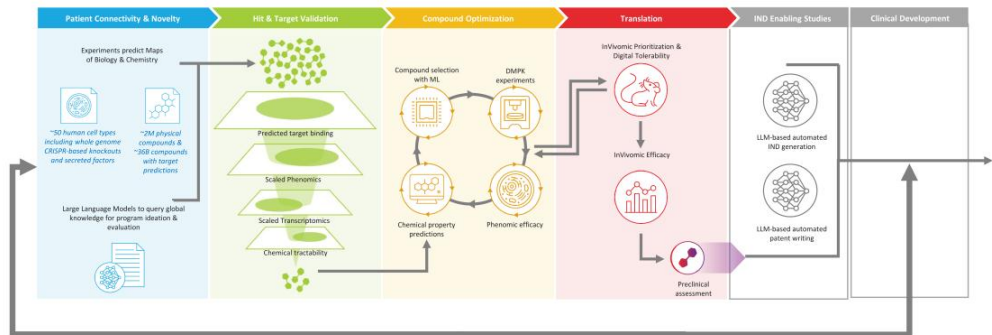 Patient Connectivity & Novelty
Hit & Target Validation
Compound Optimization
Translation
IND Enabling Studies
Clinical Development
Experiments predict Maps
of Biology & Chemistry
~50 human cell types
including whole genome
CRISPR-based knockouts
and secreted factors
~2M physical
compounds &
~36B compounds
with target
predictions
Large Language Models to query global
knowledge for program ideation &
evaluation
Predicted target binding
Scaled Phenomics
Scaled Transcriptomics
Chemical tractability
Compound selection
with ML
DMPK
experiments
Chemical property
predictions
Phenomic efficacy
InVivomic Prioritization &
Digital Tolerability
InVivomic Efficacy
Preclinical
assessment
LLM-based automated
IND generation
LLM-based automated
patent writing